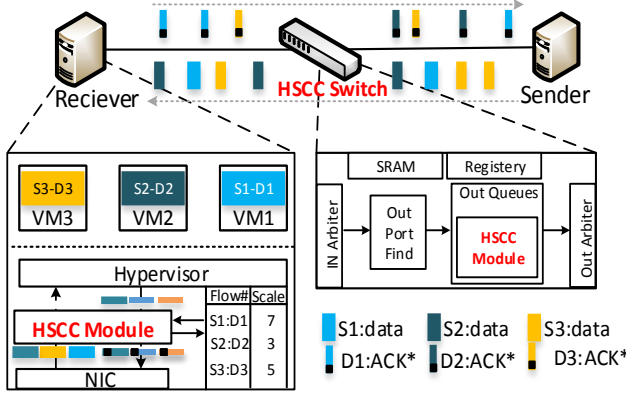 Reciever
HSCC Switch
Sender
S3-D3
S2-D2
S1-D1
VM3
VM2
VM1
Hypervisor
Flow# Scale
HSCC Module
S1:D1 7
S2:D2 3
S3:D3 5
NIC
SRAM
Registery
IN Arbiter
Out
Port
Find
Out Queues
HSCC
Module
Out Arbiter
S1:data S2:data S3:data
D1:ACK* D2:ACK* D3:ACK*